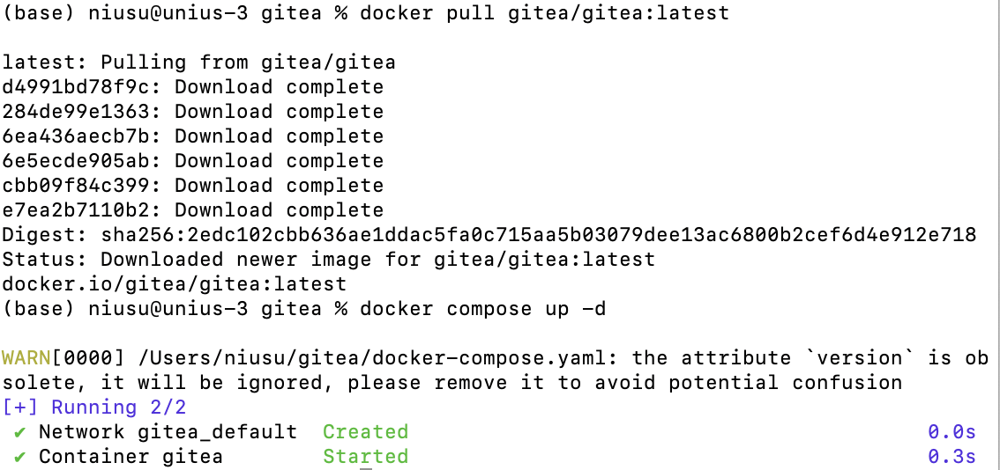 (base) niusu@unius-3 gitea % docker pull gitea/gitea:latest
latest: Pulling from gitea/gitea
d4991bd78f9c: Download complete
284de99e1363: Download complete
6ea436aecb7b: Download complete
6e5ecde905ab: Download complete
cbb09f84c399: Download complete
e7ea2b7110b2: Download complete
Digest: sha256:2edc102cbb636ae1ddac5fa0c715aa5b03079dee13ac6800b2cef6d4e912e718
Status: Downloaded newer image for gitea/gitea:latest
docker.io/gitea/gitea:latest
(base) niusu@unius-3 gitea % docker compose up -d
WARN[0000] /Users/niusu/gitea/docker-compose.yaml: the attribute `version` is ob
solete, it will be ignored, please remove it to avoid potential confusion
[+] Running 2/2
✔ Network gitea_default  Created 0.0s
✔ Container gitea        Started 0.3s